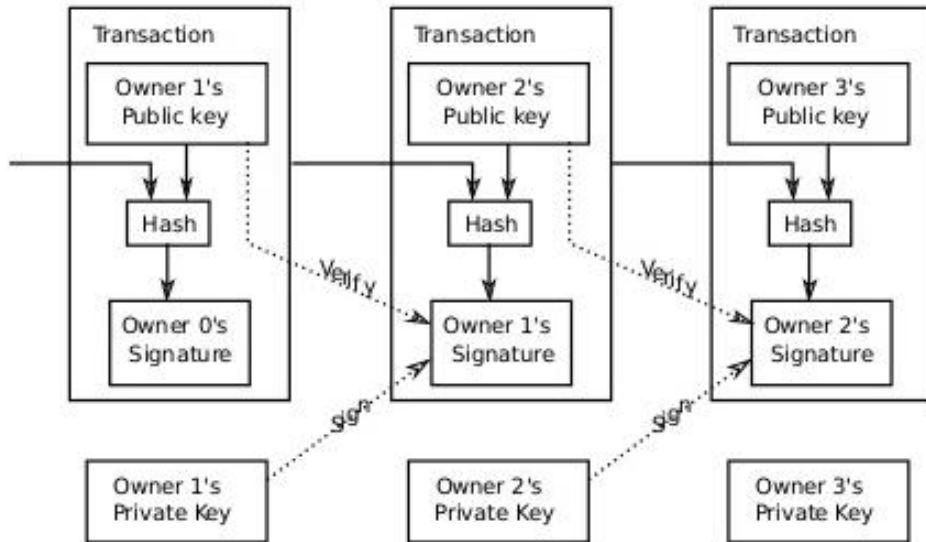 Transaction
Owner 1's
Public key
Hash
Owner 0's
Signature
Transaction
Owner 2's
Public key
Hash
Verify
Owner 1's
Signature
Sign
Transaction
Owner 3's
Public key
Hash
Verify
Owner 2's
Signature
Sign
Owner 1's
Private Key
Owner 2's
Private Key
Owner 3's
Private Key